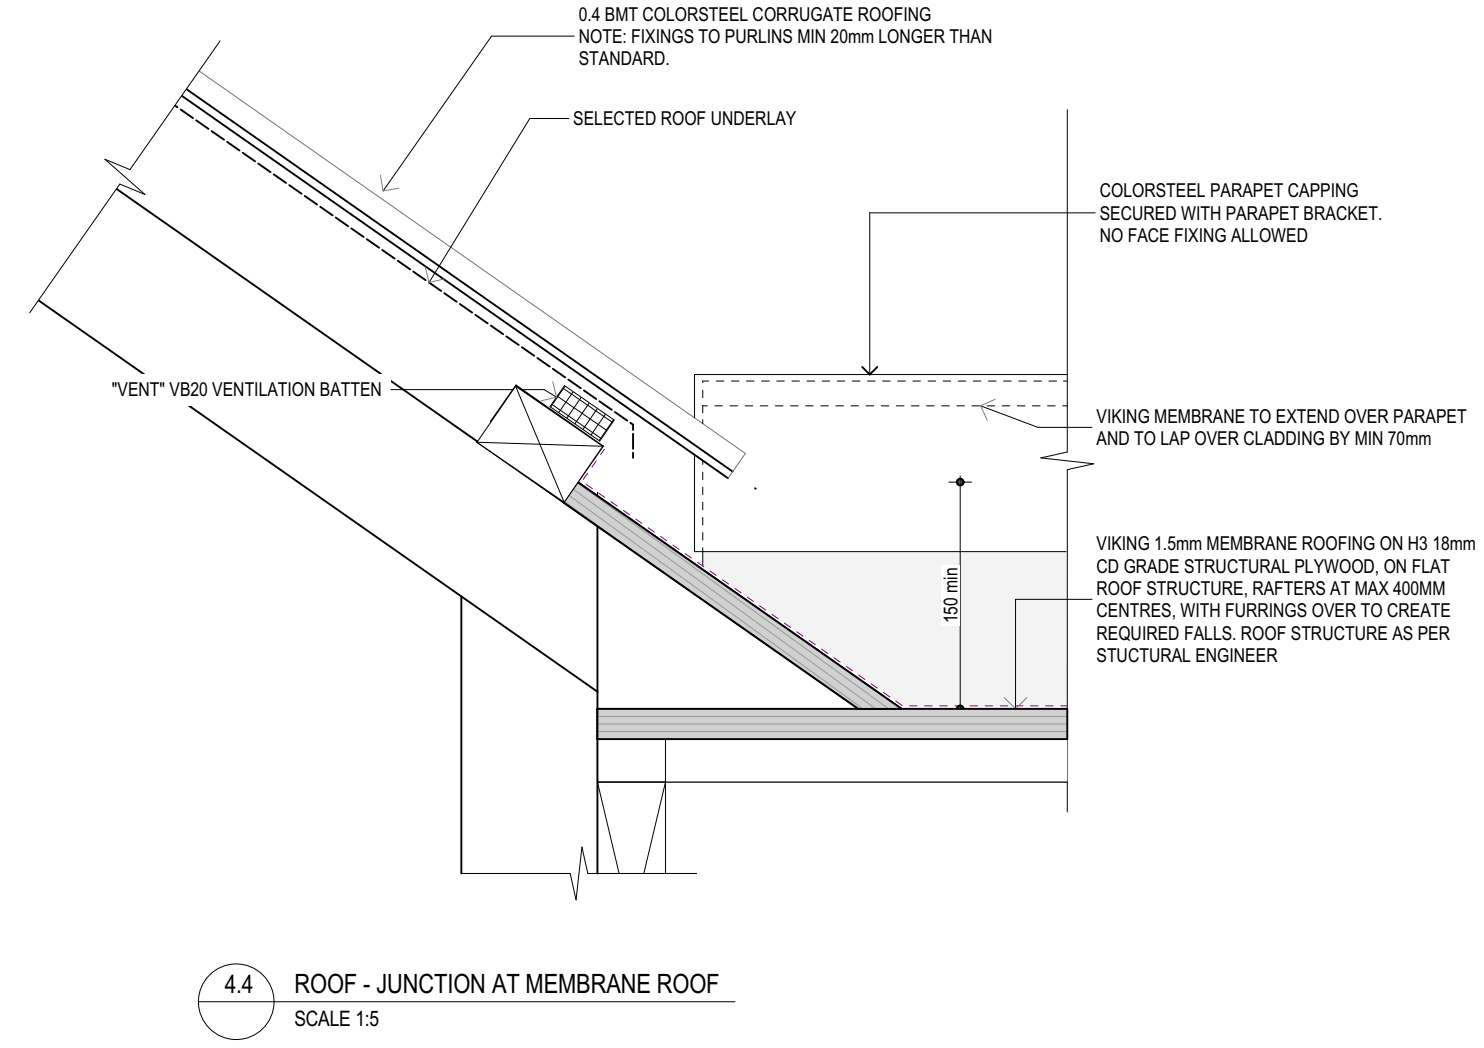 0.4 BMT COLORSTEEL CORRUGATE ROOFING
NOTE: FIXINGS TO PURLINS MIN 20mm LONGER THAN
STANDARD.
SELECTED ROOF UNDERLAY
COLORSTEEL PARAPET CAPPING
SECURED WITH PARAPET BRACKET.
NO FACE FIXING ALLOWED
"VENT" VB20 VENTILATION BATTEN
VIKING MEMBRANE TO EXTEND OVER PARAPET
AND TO LAP OVER CLADDING BY MIN 70mm
VIKING 1.5mm MEMBRANE ROOFING ON H3 18mm
CD GRADE STRUCTURAL PLYWOOD, ON FLAT
ROOF STRUCTURE, RAFTERS AT MAX 400MM
CENTRES, WITH FURRINGS OVER TO CREATE
REQUIRED FALLS. ROOF STRUCTURE AS PER
STUCTURAL ENGINEER
150 min
4.4
ROOF - JUNCTION AT MEMBRANE ROOF
SCALE 1:5